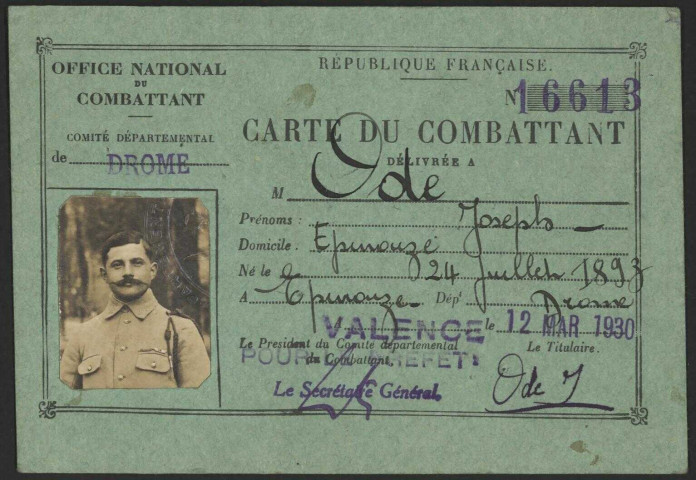 OFFICE NATIONAL
DU
COMBATTANT
COMITÉ DÉPARTEMENTAL
de DROME
RÉPUBLIQUE FRANÇAISE.
N° 16613
CARTE DU COMBATTANT
DÉLIVRÉE A
M Ode
Prénoms : Joseph
Domicile : Epinouze
Né le 24 Juillet 1893
A Epinouze Dépt Drome
VALENCE le 12 MAR 1930
Le President du Comité départemental
du Combattant,
Le Titulaire.
POUR LE PREFET:
Le Secrétaire Général,
Ode J